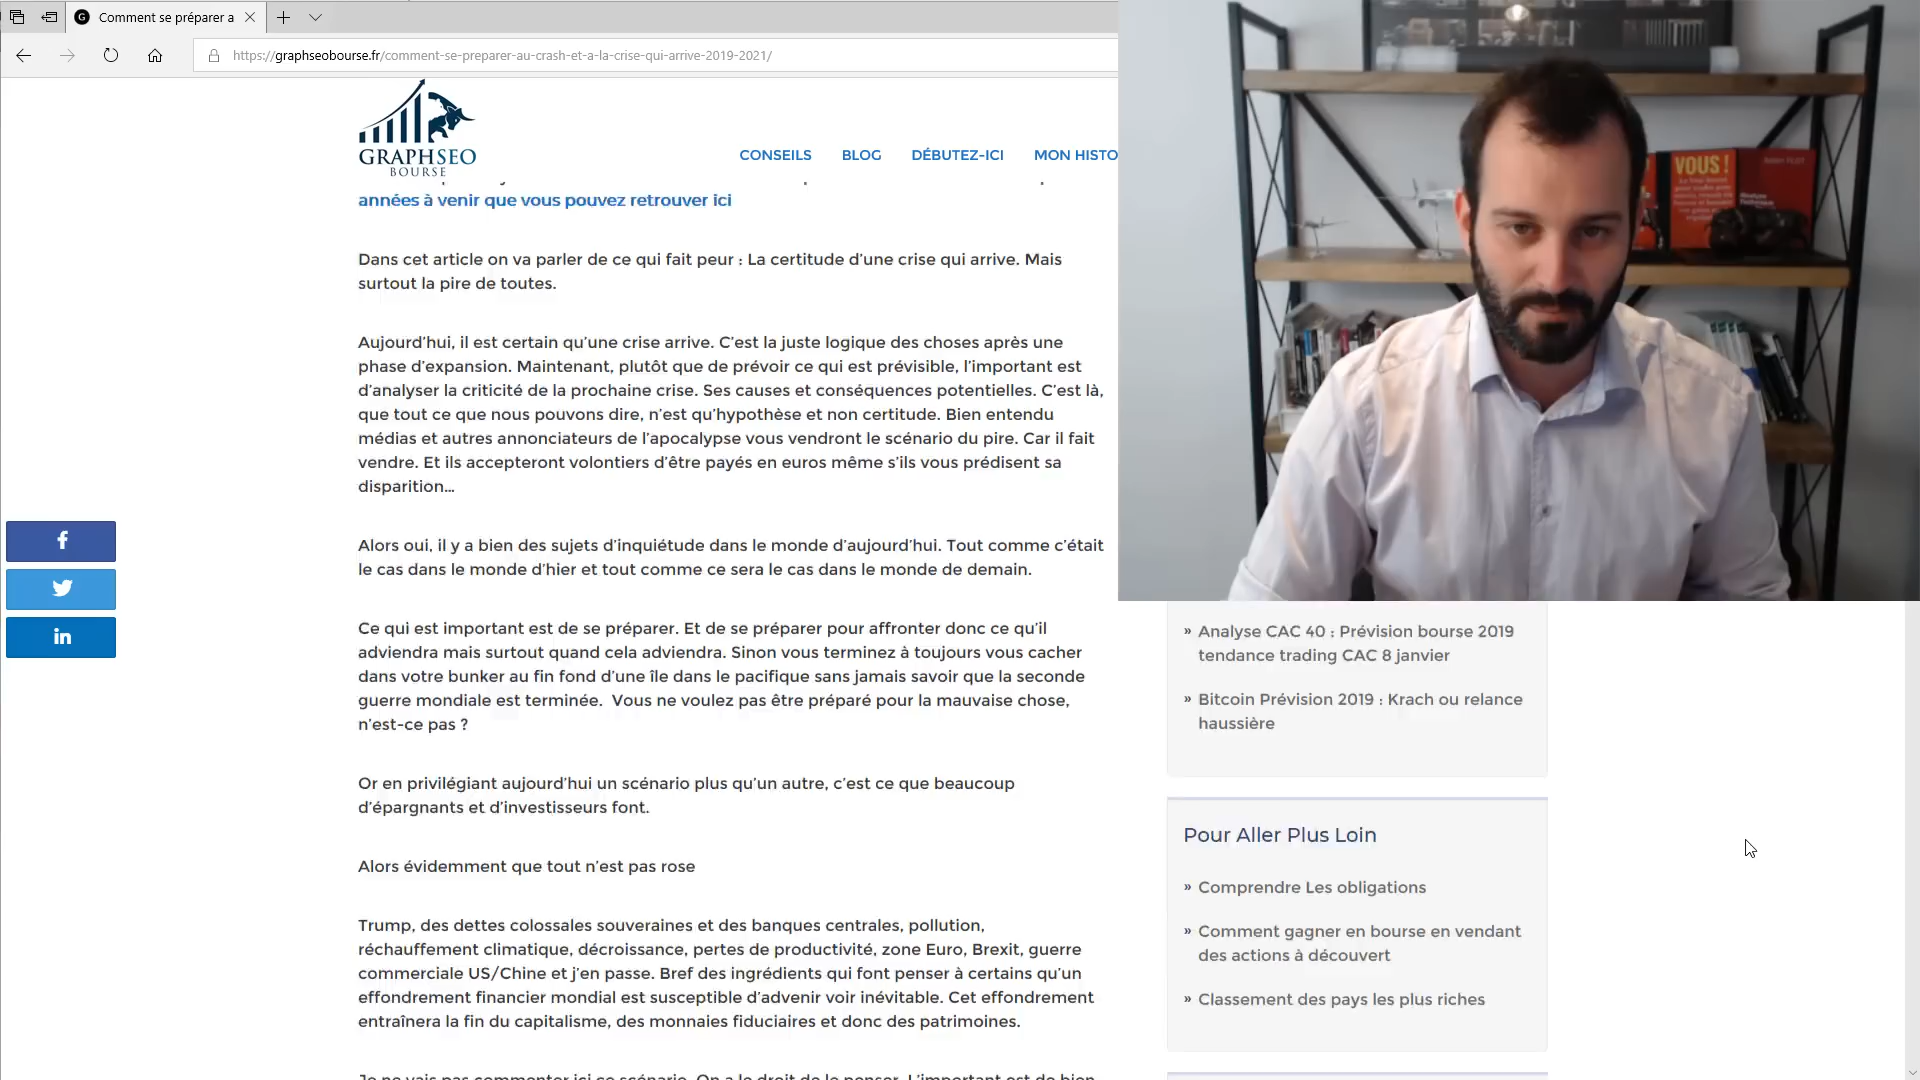 Comment se préparer a
https://graphseobourse.fr/comment-se-preparer-au-crash-et-a-la-crise-qui-arrive-2019-2021/
GRAPHSEO
BOURSE
CONSEILS
BLOG
DÉBUTEZ-ICI
MON HISTO
années à venir que vous pouvez retrouver ici
Dans cet article on va parler de ce qui fait peur : La certitude d’une crise qui arrive. Mais
surtout la pire de toutes.
Aujourd’hui, il est certain qu’une crise arrive. C’est la juste logique des choses après une
phase d’expansion. Maintenant, plutôt que de prévoir ce qui est prévisible, l’important est
d’analyser la criticité de la prochaine crise. Ses causes et conséquences potentielles. C’est là,
que tout ce que nous pouvons dire, n’est qu’hypothèse et non certitude. Bien entendu
médias et autres annonciateurs de l’apocalypse vous vendront le scénario du pire. Car il fait
vendre. Et ils accepteront volontiers d’être payés en euros même s’ils vous prédisent sa
disparition…
Alors oui, il y a bien des sujets d’inquiétude dans le monde d’aujourd’hui. Tout comme c’était
le cas dans le monde d’hier et tout comme ce sera le cas dans le monde de demain.
Ce qui est important est de se préparer. Et de se préparer pour affronter donc ce qu’il
adviendra mais surtout quand cela adviendra. Sinon vous terminez à toujours vous cacher
dans votre bunker au fin fond d’une île dans le pacifique sans jamais savoir que la seconde
guerre mondiale est terminée.  Vous ne voulez pas être préparé pour la mauvaise chose,
n’est-ce pas ?
Or en privilégiant aujourd’hui un scénario plus qu’un autre, c’est ce que beaucoup
d’épargnants et d’investisseurs font.
Alors évidemment que tout n’est pas rose
Trump, des dettes colossales souveraines et des banques centrales, pollution,
réchauffement climatique, décroissance, pertes de productivité, zone Euro, Brexit, guerre
commerciale US/Chine et j’en passe. Bref des ingrédients qui font penser à certains qu’un
effondrement financier mondial est susceptible d’advenir voir inévitable. Cet effondrement
entraînera la fin du capitalisme, des monnaies fiduciaires et donc des patrimoines.
Je ne vais pas commenter ici ce scénario. On a le droit de le penser. L’important est de bien
VOUS !
» Analyse CAC 40 : Prévision bourse 2019
tendance trading CAC 8 janvier
» Bitcoin Prévision 2019 : Krach ou relance
haussière
Pour Aller Plus Loin
» Comprendre Les obligations
» Comment gagner en bourse en vendant
des actions à découvert
» Classement des pays les plus riches